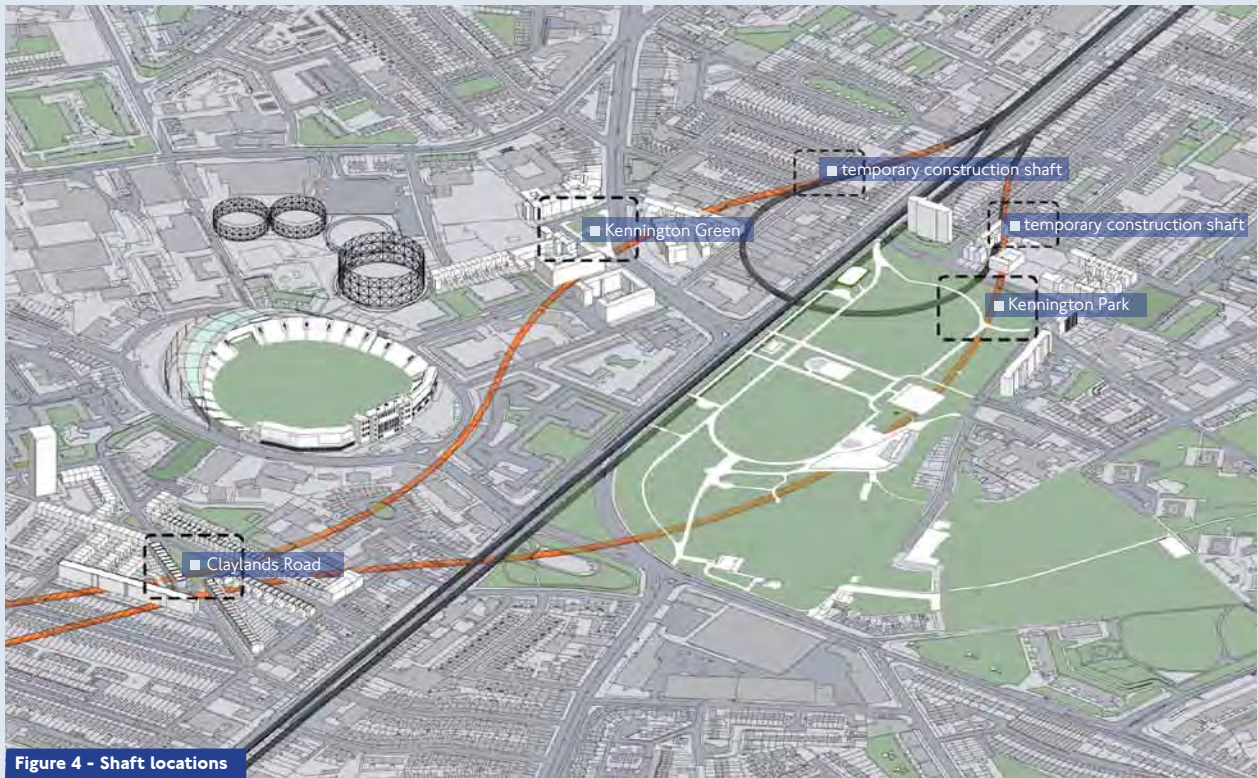 temporary construction shaft
temporary construction shaft
Kennington Green
Kennington Park
Claylands Road
Figure 4 - Shaft locations